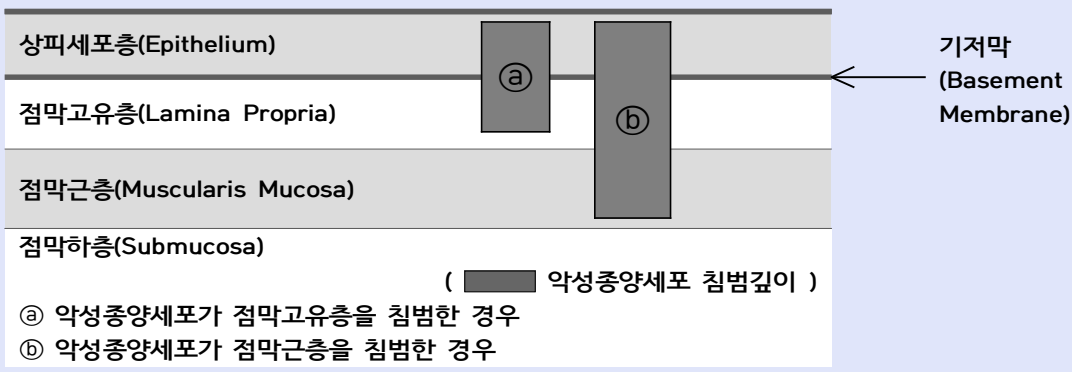 상피세포층(Epithelium)
ⓐ
기저막
(Basement
Membrane)
점막고유층(Lamina Propria)
ⓑ
점막근층(Muscularis Mucosa)
점막하층(Submucosa)
( 악성종양세포 침범깊이 )
ⓐ 악성종양세포가 점막고유층을 침범한 경우
ⓑ 악성종양세포가 점막근층을 침범한 경우